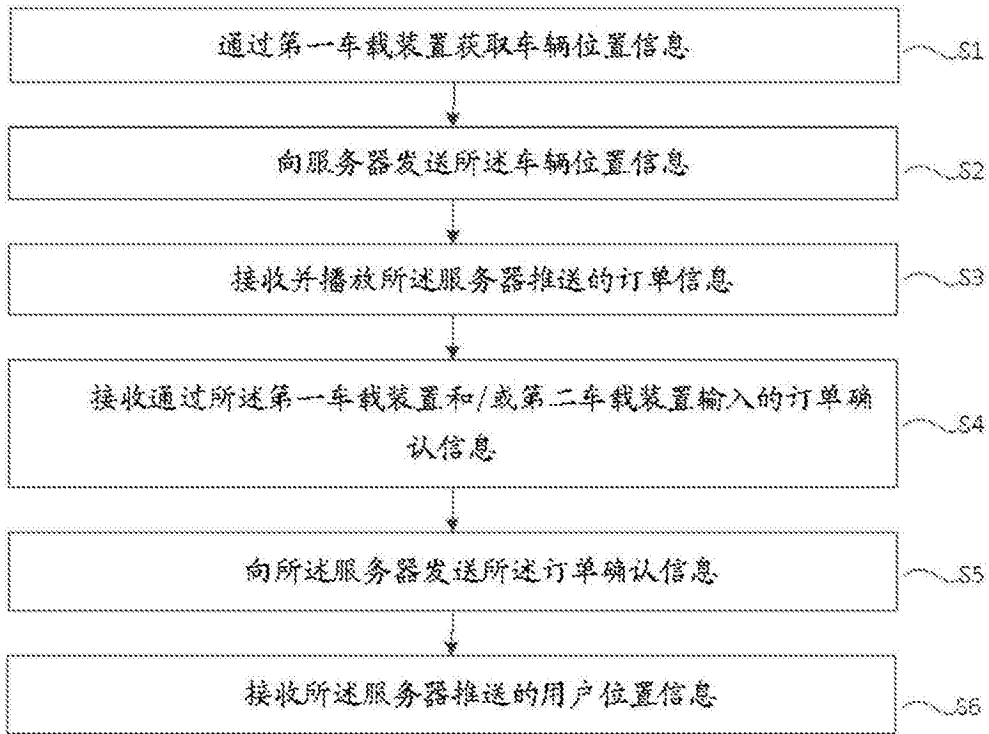 通过第一车载装置获取车辆位置信息
S1
向服务器发送所述车辆位置信息
S2
接收并播放所述服务器推送的订单信息
S3
接收通过所述第一车载装置和/或第二车载装置输入的订单确
认信息
S4
向所述服务器发送所述订单确认信息
S5
接收所述服务器推送的用户位置信息
S6